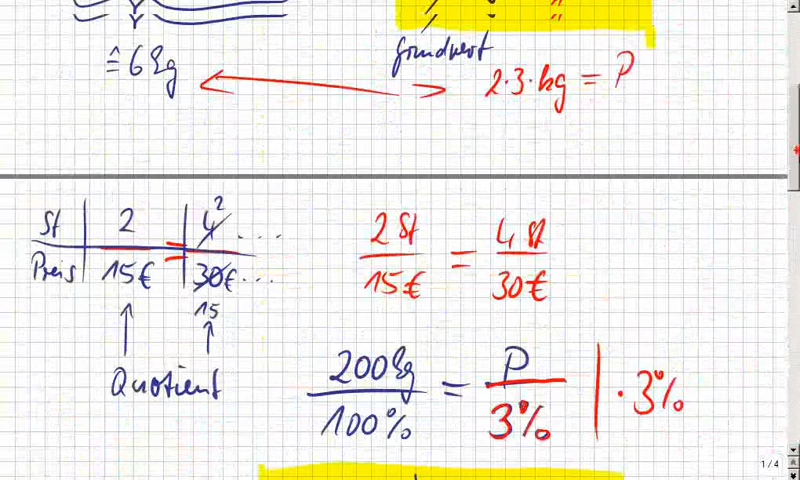 ≙ 6 kg
Grundwert
2·3·kg = P
St | 2 | 4 2 ...
Preis | 15€ | 30€ ...
15
Quotient
2 St / 15€ = 4 St / 30€
200 kg / 100% = P / 3% | · 3%
1/4